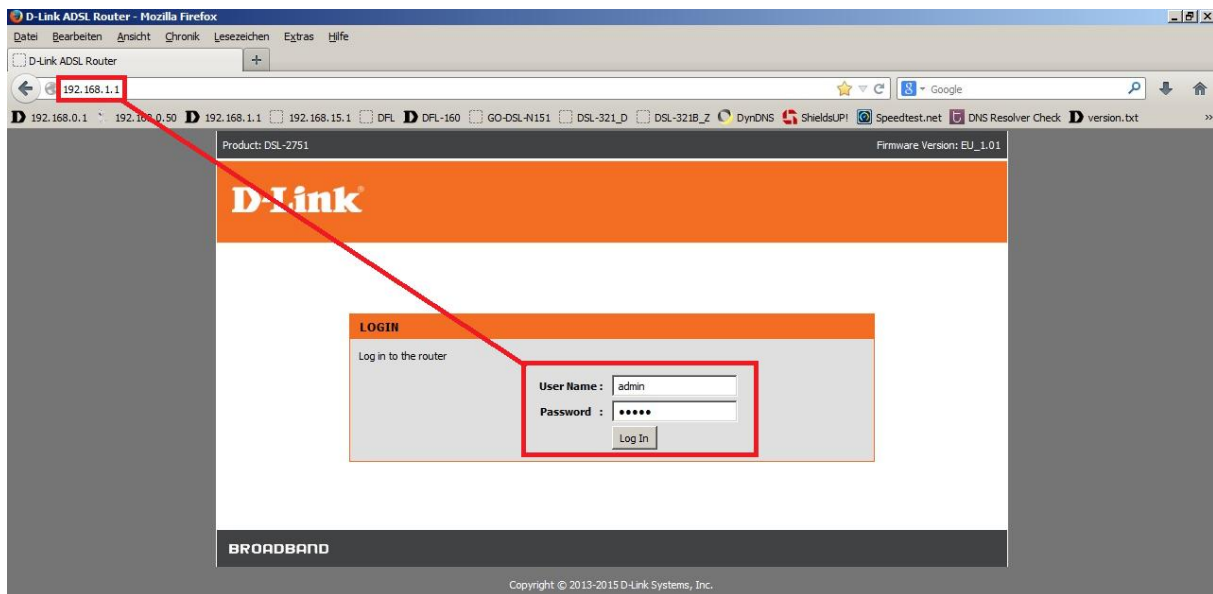 D-Link ADSL Router - Mozilla Firefox
Datei Bearbeiten Ansicht Chronik Lesezeichen Extras Hilfe
D-Link ADSL Router
192.168.1.1 Google
192.168.0.1 192.168.0.50 192.168.1.1 192.168.15.1 DFL DFL-160 GO-DSL-N151 DSL-321_D DSL-321B_Z DynDNS ShieldsUP! Speedtest.net DNS Resolver Check version.txt
Product: DSL-2751 Firmware Version: EU_1.01
D-Link
LOGIN
Log in to the router
User Name : admin
Password : •••••
Log In
BROADBAND
Copyright © 2013-2015 D-Link Systems, Inc.